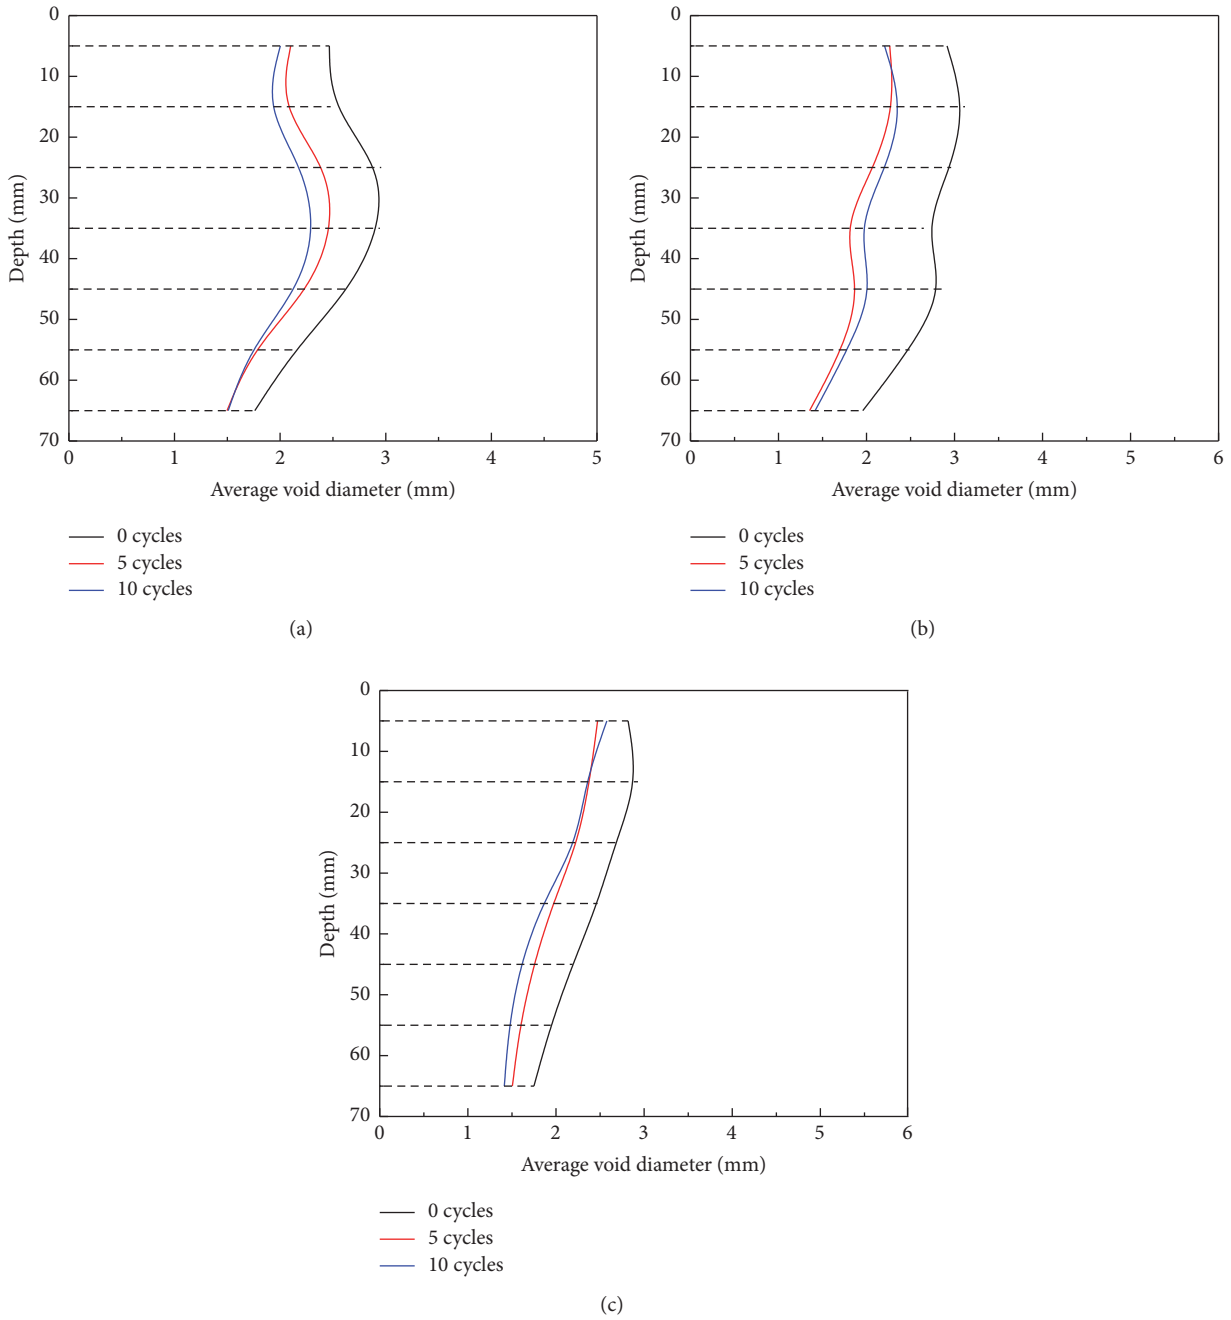 0
10
20
30
40
50
60
70
Depth (mm)
0 1 2 3 4 5
Average void diameter (mm)
0 cycles
5 cycles
10 cycles
(a)
0
10
20
30
40
50
60
70
Depth (mm)
0 1 2 3 4 5 6
Average void diameter (mm)
0 cycles
5 cycles
10 cycles
(b)
0
10
20
30
40
50
60
70
Depth (mm)
0 1 2 3 4 5 6
Average void diameter (mm)
0 cycles
5 cycles
10 cycles
(c)